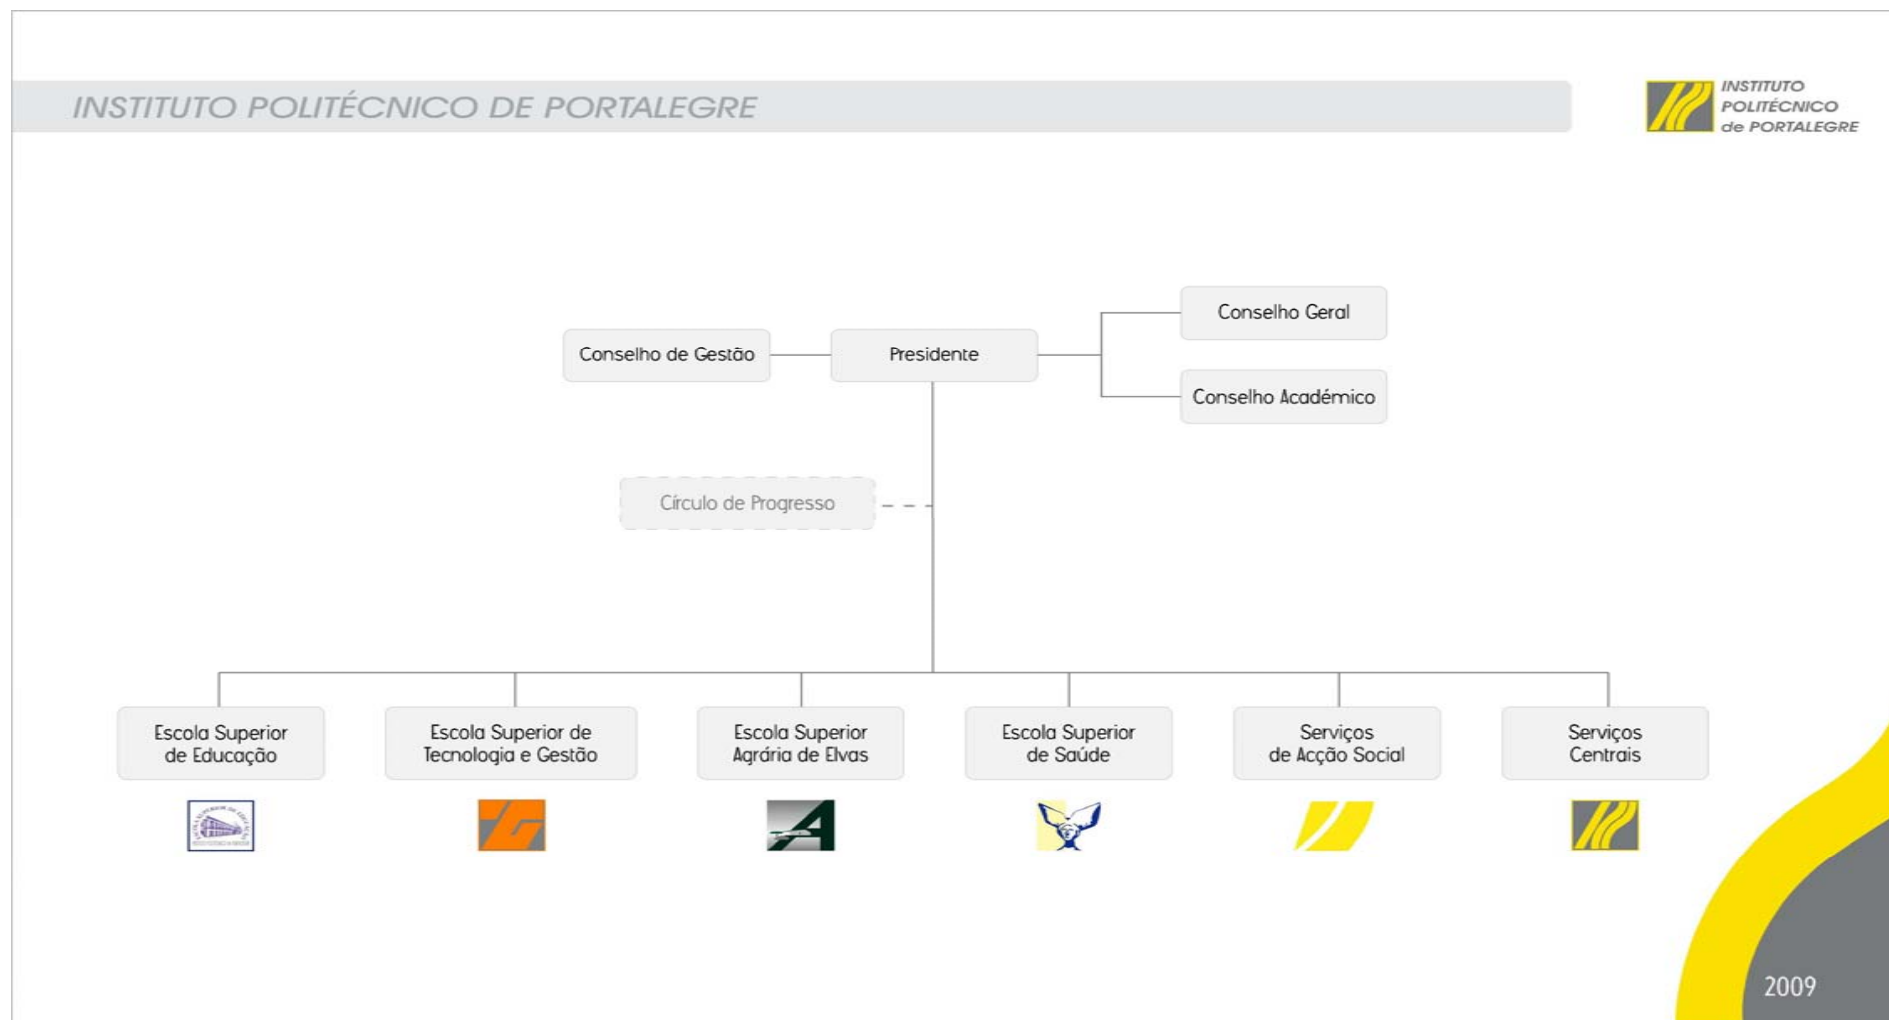 INSTITUTO POLITÉCNICO DE PORTALEGRE
INSTITUTO
POLITÉCNICO
de PORTALEGRE
Conselho Geral
Conselho de Gestão
Presidente
Conselho Académico
Círculo de Progresso
Escola Superior
de Educação
Escola Superior de
Tecnologia e Gestão
Escola Superior
Agrária de Elvas
Escola Superior
de Saúde
Serviços
de Acção Social
Serviços
Centrais
2009